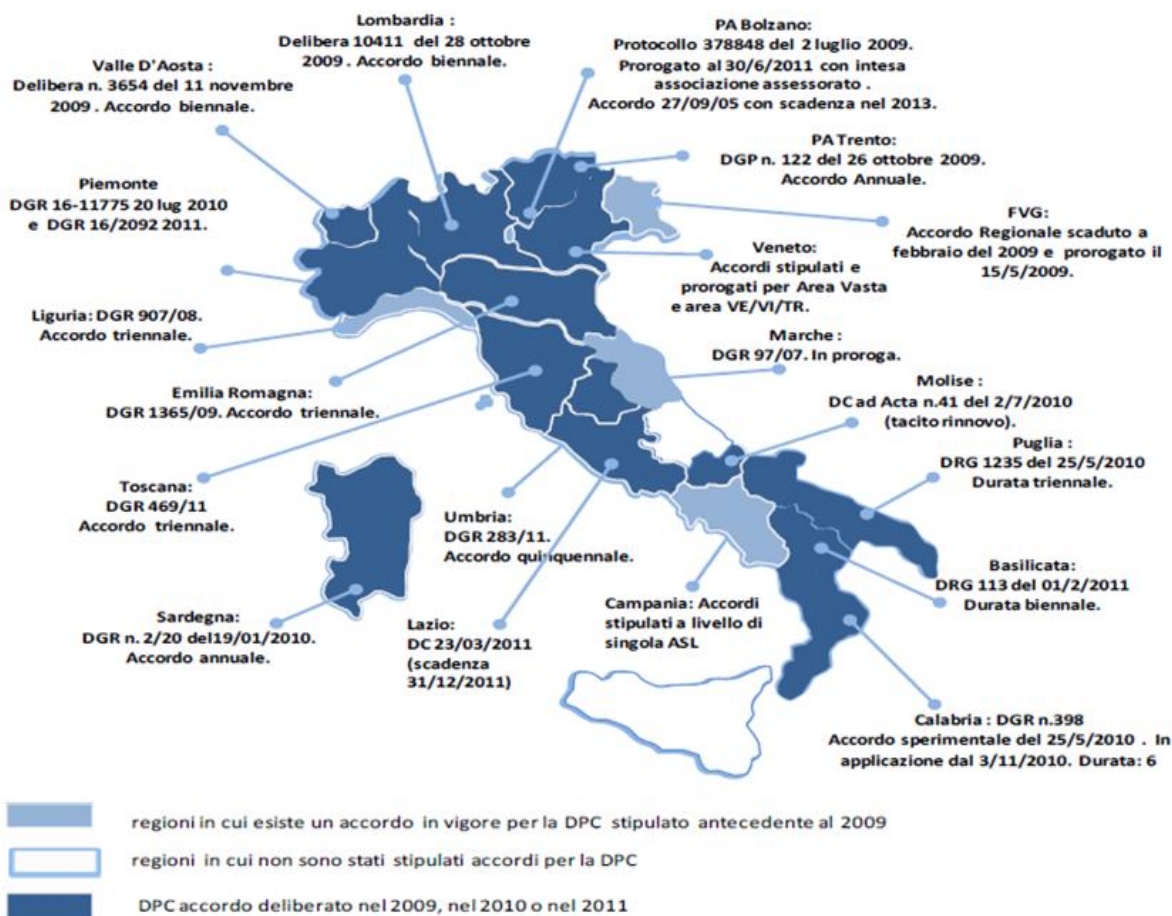 Lombardia :
Delibera 10411 del 28 ottobre
2009 . Accordo biennale.
PA Bolzano:
Protocollo 378848 del 2 luglio 2009.
Prorogato al 30/6/2011 con intesa
associazione assessorato .
Accordo 27/09/05 con scadenza nel 2013.
Valle D'Aosta :
Delibera n. 3654 del 11 novembre
2009 . Accordo biennale.
PA Trento:
DGP n. 122 del 26 ottobre 2009.
Accordo Annuale.
Piemonte
DGR 16-11775 20 lug 2010
e DGR 16/2092 2011.
FVG:
Accordo Regionale scaduto a
febbraio del 2009 e prorogato il
15/5/2009.
Veneto:
Accordi stipulati e
prorogati per Area Vasta
e area VE/VI/TR.
Liguria: DGR 907/08.
Accordo triennale.
Marche :
DGR 97/07. In proroga.
Emilia Romagna:
DGR 1365/09. Accordo triennale.
Molise :
DC ad Acta n.41 del 2/7/2010
(tacito rinnovo).
Puglia :
DRG 1235 del 25/5/2010
Durata triennale.
Toscana:
DGR 469/11
Accordo triennale.
Umbria:
DGR 283/11.
Accordo quinquennale.
Basilicata:
DRG 113 del 01/2/2011
Durata biennale.
Sardegna:
DGR n. 2/20 del19/01/2010.
Accordo annuale.
Lazio:
DC 23/03/2011
(scadenza
31/12/2011)
Campania: Accordi
stipulati a livello di
singola ASL
Calabria : DGR n.398
Accordo sperimentale del 25/5/2010 . In
applicazione dal 3/11/2010. Durata: 6
regioni in cui esiste un accordo in vigore per la DPC stipulato antecedente al 2009
regioni in cui non sono stati stipulati accordi per la DPC
DPC accordo deliberato nel 2009, nel 2010 o nel 2011